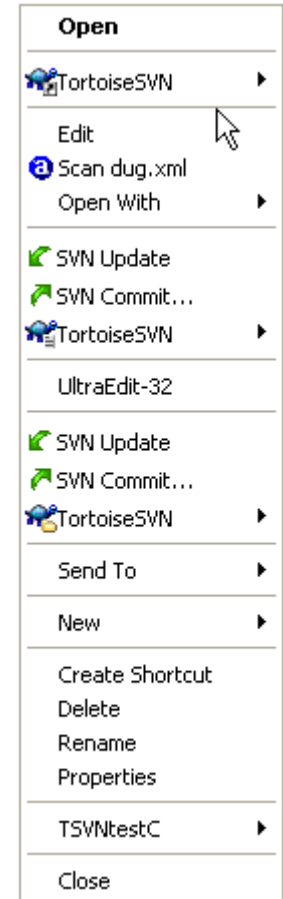 Open
TortoiseSVN
Edit
Scan dug.xml
Open With
SVN Update
SVN Commit...
TortoiseSVN
UltraEdit-32
SVN Update
SVN Commit...
TortoiseSVN
Send To
New
Create Shortcut
Delete
Rename
Properties
TSVNtestC
Close